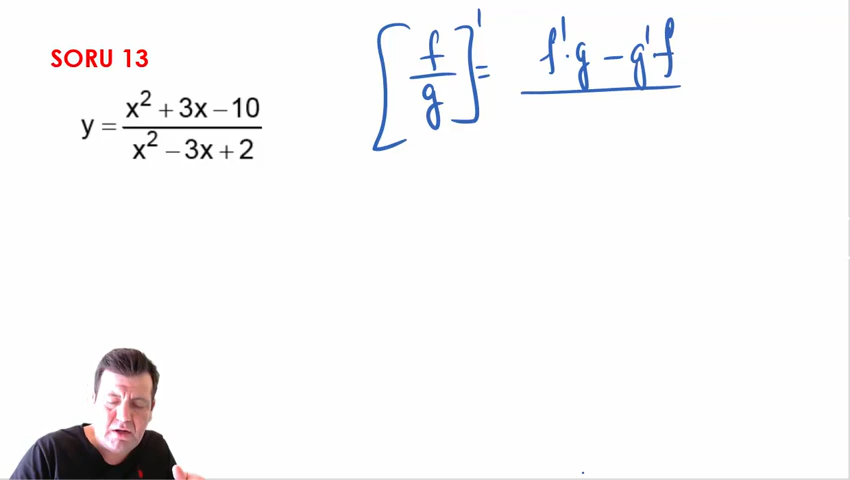 SORU 13
y = (x² + 3x − 10) / (x² − 3x + 2)
[f/g]' = f'·g − g'f